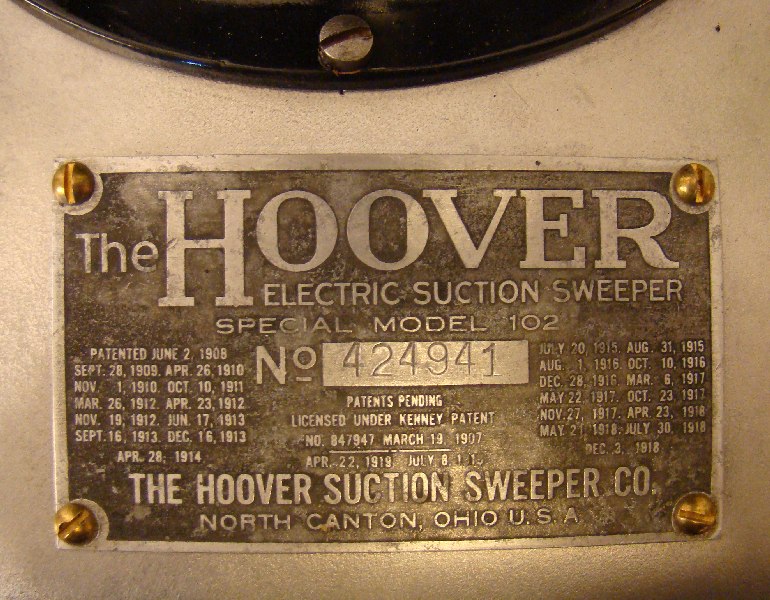 The HOOVER
ELECTRIC SUCTION SWEEPER
SPECIAL MODEL 102
No 424941
PATENTED JUNE 2, 1908
SEPT. 28, 1909. APR. 26, 1910
NOV. 1, 1910. OCT. 10, 1911
MAR. 26, 1912. APR. 23, 1912
NOV. 19, 1912. JUN. 17, 1913
SEPT. 16, 1913. DEC. 16, 1913
APR. 28, 1914
PATENTS PENDING
LICENSED UNDER KENNEY PATENT
NO. 847947 MARCH 19, 1907
APR. 22, 1919. JULY 8
JULY 20, 1915. AUG. 31, 1915
AUG. 1, 1916. OCT. 10, 1916
DEC. 28, 1916. MAR. 6, 1917
MAY 22, 1917. OCT. 23, 1917
NOV. 27, 1917. APR. 23, 1918
MAY 21, 1918. JULY 30, 1918
DEC. 3, 1918
THE HOOVER SUCTION SWEEPER CO.
NORTH CANTON, OHIO U.S.A